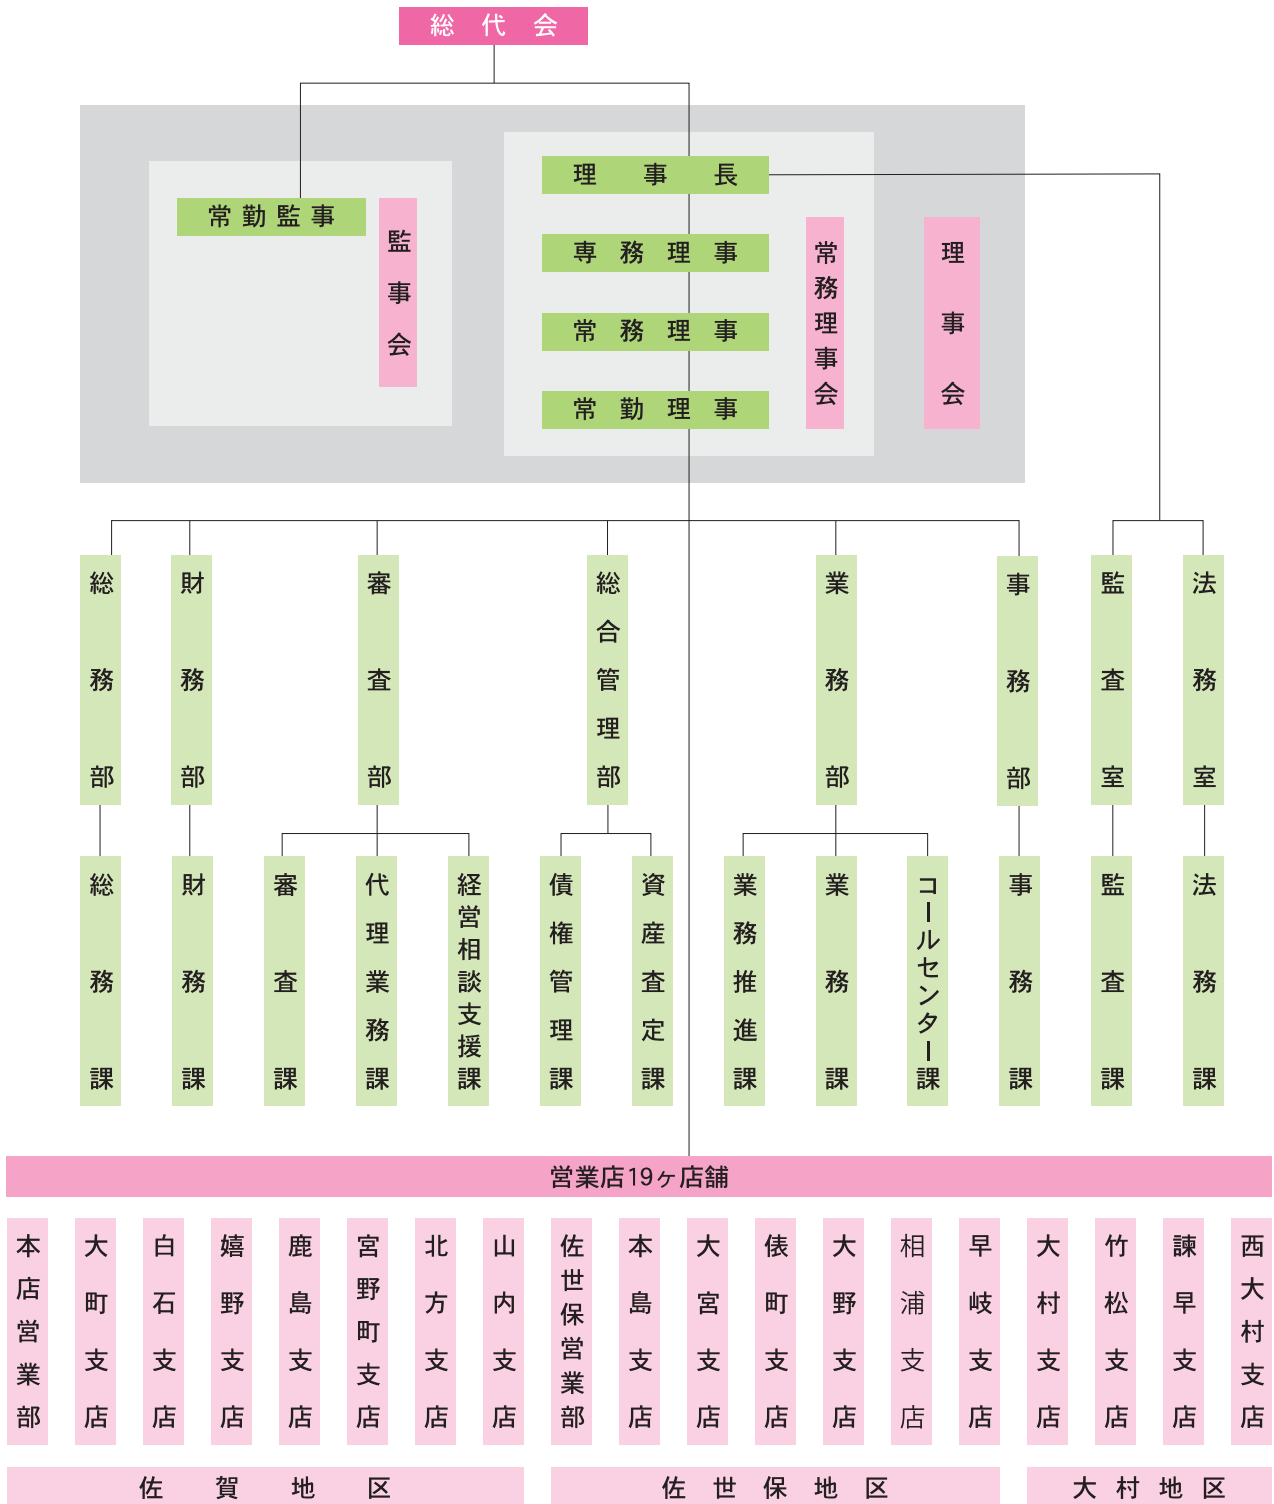 総代会
理事長
常勤監事
監事会
専務理事
常務理事
常勤理事
常務理事会
理事会
総務部
財務部
審査部
総合管理部
業務部
事務部
監査室
法務室
総務課
財務課
審査課
代理業務課
経営相談支援課
債権管理課
資産査定課
業務推進課
業務課
コールセンター課
事務課
監査課
法務課
営業店19ヶ店舗
本店営業部
大町支店
白石支店
嬉野支店
鹿島支店
宮野町支店
北方支店
山内支店
佐世保営業部
本島支店
大宮支店
俵町支店
大野支店
相浦支店
早岐支店
大村支店
竹松支店
諫早支店
西大村支店
佐賀地区
佐世保地区
大村地区